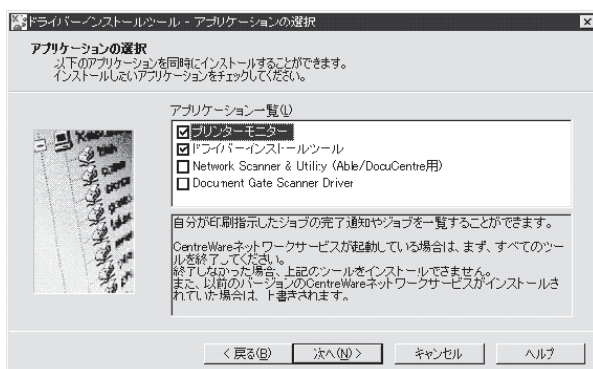 ドライバーインストールツール - アプリケーションの選択
アプリケーションの選択
以下のアプリケーションを同時にインストールすることができます。
インストールしたいアプリケーションをチェックしてください。
アプリケーション一覧(L)
プリンターモニター
ドライバーインストールツール
Network Scanner & Utility (Able/DocuCentre用)
Document Gate Scanner Driver
自分が印刷指示したジョブの完了通知やジョブを一覧することができます。
CentreWareネットワークサービスが起動している場合は、まず、すべてのツー
ルを終了してください。
終了しなかった場合、上記のツールをインストールできません。
また、以前のバージョンのCentreWareネットワークサービスがインストールさ
れていた場合は、上書きされます。
< 戻る(B)
次へ(N) >
キャンセル
ヘルプ